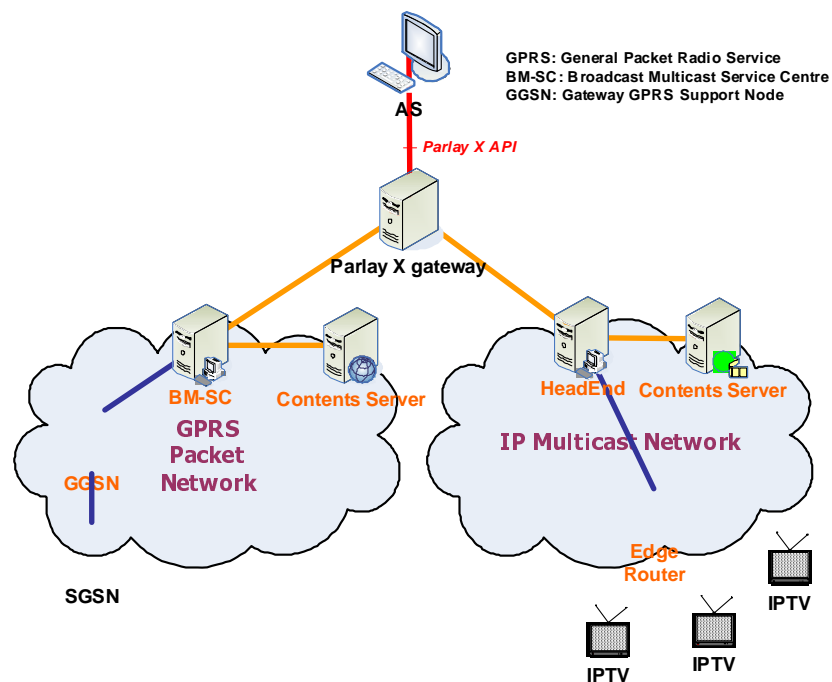 GPRS: General Packet Radio Service
BM-SC: Broadcast Multicast Service Centre
GGSN: Gateway GPRS Support Node
AS
Parlay X API
Parlay X gateway
BM-SC
Contents Server
HeadEnd
Contents Server
GPRS
Packet
Network
IP Multicast Network
GGSN
SGSN
Edge
Router
IPTV
IPTV
IPTV